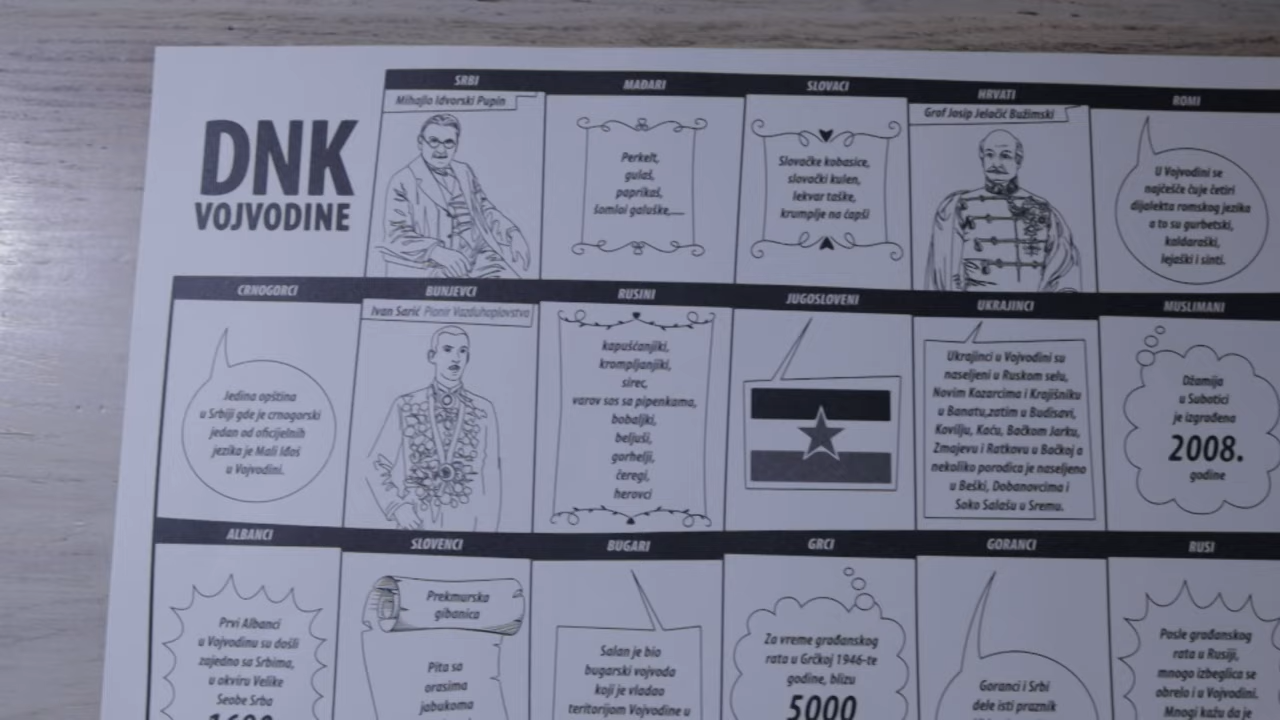 DNK
VOJVODINE
SRBI
Mihajlo Idvorski Pupin
MAĐARI
Perkelt,
gulaš,
paprikaš,
šomloi galuške,....
SLOVACI
Slovačke kobasice,
slovački kulen,
lekvar taške,
krumplje na čapši
HRVATI
Grof Josip Jelačić Bužimski
ROMI
U Vojvodini se
najčešće čuje četiri
dijalekta romskog jezika
a to su gurbetski,
kaldaraški,
lejaški i sinti.
CRNOGORCI
Jedina opština
u Srbiji gde je crnogorski
jedan od oficijelnih
jezika je Mali Iđoš
u Vojvodini.
BUNJEVCI
Ivan Sarić Pionir Vazduhoplovstva
RUSINI
kapušćanjiki,
krompljanjiki,
sirec,
varov sos sa pipenkama,
bobaljki,
beljuši,
gorhelji,
čeregi,
herovci
JUGOSLOVENI
UKRAJINCI
Ukrajinci u Vojvodini su
naseljeni u Ruskom selu,
Novim Kozarcima i Krajišniku
u Banatu,zatim u Budisavi,
Kovilju, Kaću, Bačkom Jarku,
Zmajevu i Ratkovu u Bačkoj a
nekoliko porodica je naseljeno
u Beški, Dobanovcima i
Soko Salašu u Sremu.
MUSLIMANI
Džamija
u Subotici
je izgrađena
2008.
godine
ALBANCI
Prvi Albanci
u Vojvodinu su došli
zajedno sa Srbima,
u okviru Velike
Seobe Srba
SLOVENCI
Prekmurska
gibanica
Pita sa
orasima
jabukama
BUGARI
Salan je bio
bugarski vojvoda
koji je vladao
teritorijom Vojvodine u
GRCI
Za vreme građanskog
rata u Grčkoj 1946-te
godine, blizu
5000
GORANCI
Goranci i Srbi
dele isti praznik
RUSI
Posle građanskog
rata u Rusiji,
mnogo izbeglica se
obrelo i u Vojvodini.
Mnogi kažu da je